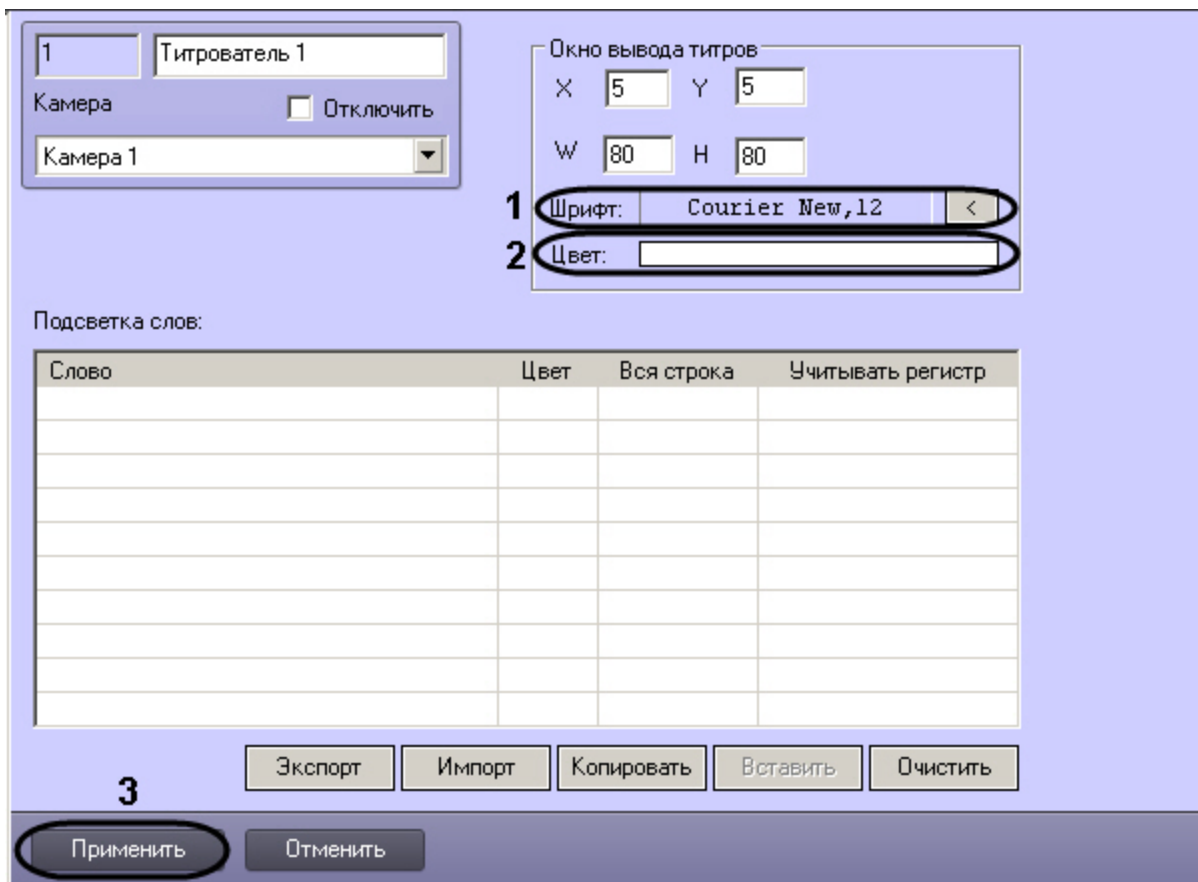 1 Титрователь 1
Камера Отключить
Камера 1
Окно вывода титров
X 5 Y 5
W 80 H 80
1 Шрифт: Courier New,12 <
2 Цвет:
Подсветка слов:
Слово Цвет Вся строка Учитывать регистр
Экспорт Импорт Копировать Вставить Очистить
3
Применить Отменить